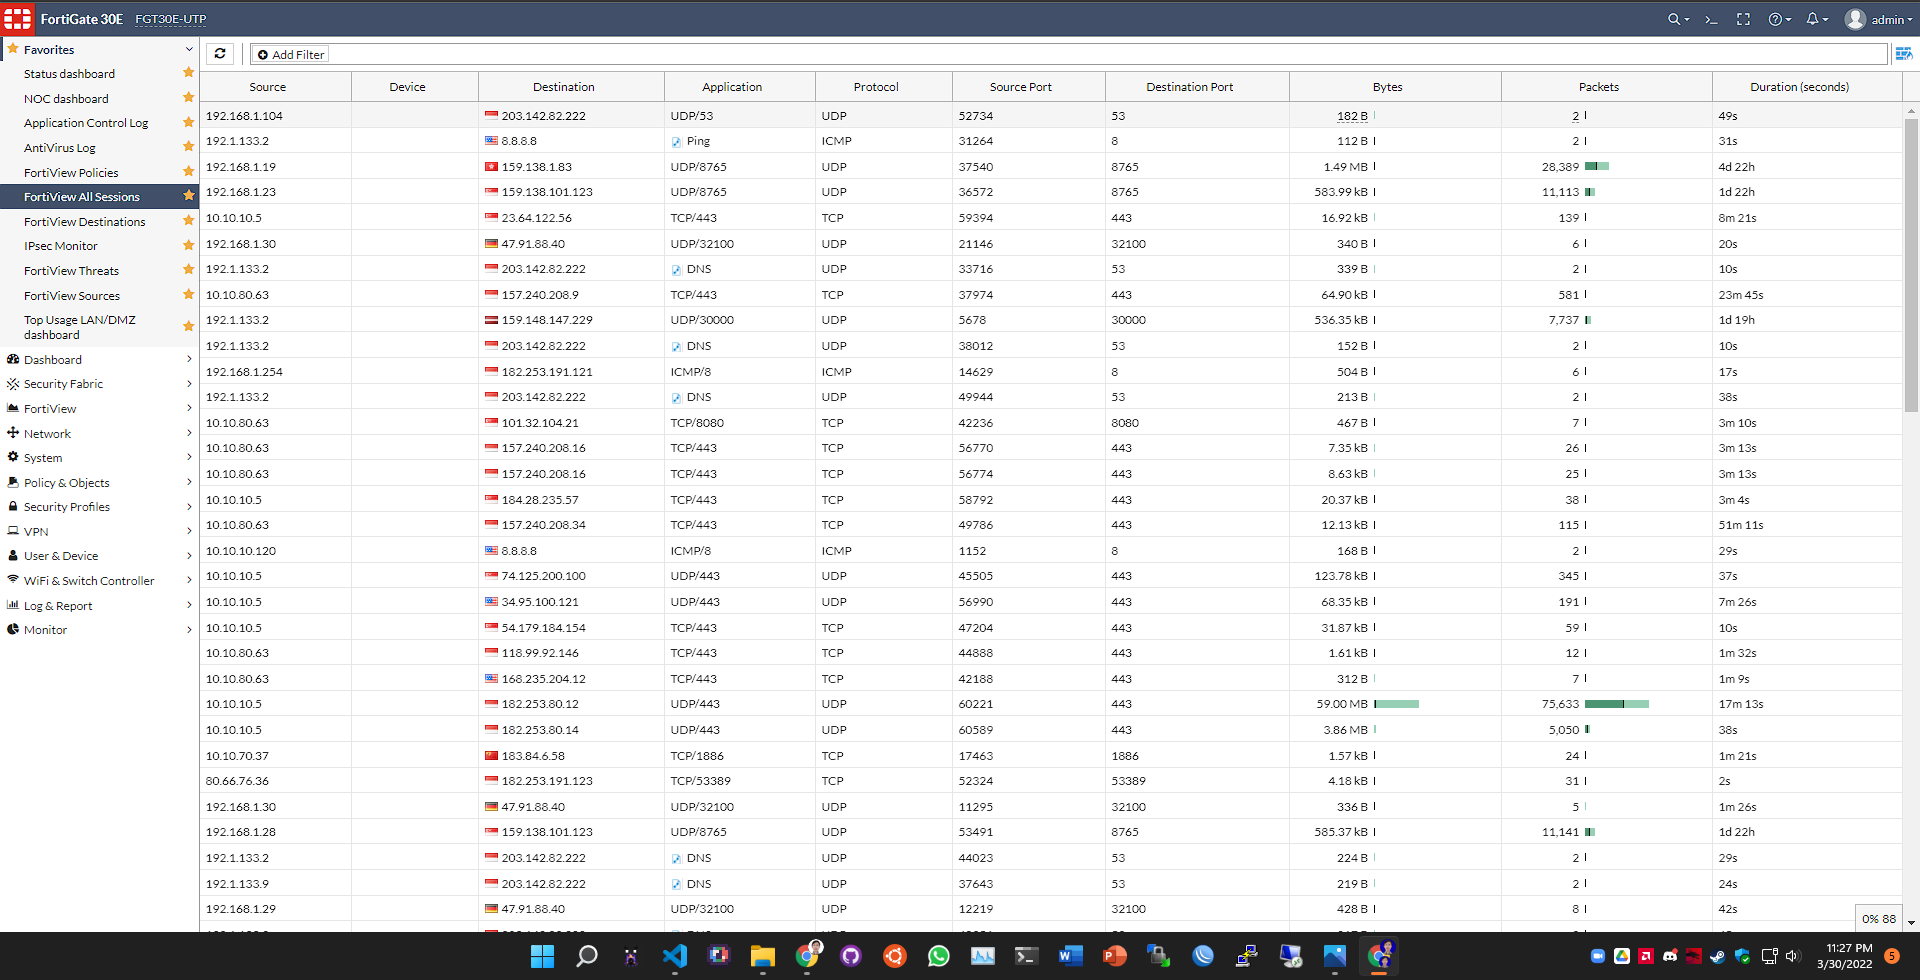 FortiGate 30E FGT30E-UTP admin
Favorites
Status dashboard
NOC dashboard
Application Control Log
AntiVirus Log
FortiView Policies
FortiView All Sessions
FortiView Destinations
IPsec Monitor
FortiView Threats
FortiView Sources
Top Usage LAN/DMZ
dashboard
Dashboard
Security Fabric
FortiView
Network
System
Policy & Objects
Security Profiles
VPN
User & Device
WiFi & Switch Controller
Log & Report
Monitor
Add Filter
Source Device Destination Application Protocol Source Port Destination Port Bytes Packets Duration (seconds)
192.168.1.104 203.142.82.222 UDP/53 UDP 52734 53 182 B 2 49s
192.1.133.2 8.8.8.8 Ping ICMP 31264 8 112 B 2 31s
192.168.1.19 159.138.1.83 UDP/8765 UDP 37540 8765 1.49 MB 28,389 4d 22h
192.168.1.23 159.138.101.123 UDP/8765 UDP 36572 8765 583.99 kB 11,113 1d 22h
10.10.10.5 23.64.122.56 TCP/443 TCP 59394 443 16.92 kB 139 8m 21s
192.168.1.30 47.91.88.40 UDP/32100 UDP 21146 32100 340 B 6 20s
192.1.133.2 203.142.82.222 DNS UDP 33716 53 339 B 2 10s
10.10.80.63 157.240.208.9 TCP/443 TCP 37974 443 64.90 kB 581 23m 45s
192.1.133.2 159.148.147.229 UDP/30000 UDP 5678 30000 536.35 kB 7,737 1d 19h
192.1.133.2 203.142.82.222 DNS UDP 38012 53 152 B 2 10s
192.168.1.254 182.253.191.121 ICMP/8 ICMP 14629 8 504 B 6 17s
192.1.133.2 203.142.82.222 DNS UDP 49944 53 213 B 2 38s
10.10.80.63 101.32.104.21 TCP/8080 TCP 42236 8080 467 B 7 3m 10s
10.10.80.63 157.240.208.16 TCP/443 TCP 56770 443 7.35 kB 26 3m 13s
10.10.80.63 157.240.208.16 TCP/443 TCP 56774 443 8.63 kB 25 3m 13s
10.10.10.5 184.28.235.57 TCP/443 TCP 58792 443 20.37 kB 38 3m 4s
10.10.80.63 157.240.208.34 TCP/443 TCP 49786 443 12.13 kB 115 51m 11s
10.10.10.120 8.8.8.8 ICMP/8 ICMP 1152 8 168 B 2 29s
10.10.10.5 74.125.200.100 UDP/443 UDP 45505 443 123.78 kB 345 37s
10.10.10.5 34.95.100.121 UDP/443 UDP 56990 443 68.35 kB 191 7m 26s
10.10.10.5 54.179.184.154 TCP/443 TCP 47204 443 31.87 kB 59 10s
10.10.80.63 118.99.92.146 TCP/443 TCP 44888 443 1.61 kB 12 1m 32s
10.10.80.63 168.235.204.12 TCP/443 TCP 42188 443 312 B 7 1m 9s
10.10.10.5 182.253.80.12 UDP/443 UDP 60221 443 59.00 MB 75,633 17m 13s
10.10.10.5 182.253.80.14 UDP/443 UDP 60589 443 3.86 MB 5,050 38s
10.10.70.37 183.84.6.58 TCP/1886 TCP 17463 1886 1.57 kB 24 1m 21s
80.66.76.36 182.253.191.123 TCP/53389 TCP 52324 53389 4.18 kB 31 2s
192.168.1.30 47.91.88.40 UDP/32100 UDP 11295 32100 336 B 5 1m 26s
192.168.1.28 159.138.101.123 UDP/8765 UDP 53491 8765 585.37 kB 11,141 1d 22h
192.1.133.2 203.142.82.222 DNS UDP 44023 53 224 B 2 29s
192.1.133.9 203.142.82.222 DNS UDP 37643 53 219 B 2 24s
192.168.1.29 47.91.88.40 UDP/32100 UDP 12219 32100 428 B 8 42s
0% 88
11:27 PM
3/30/2022
5